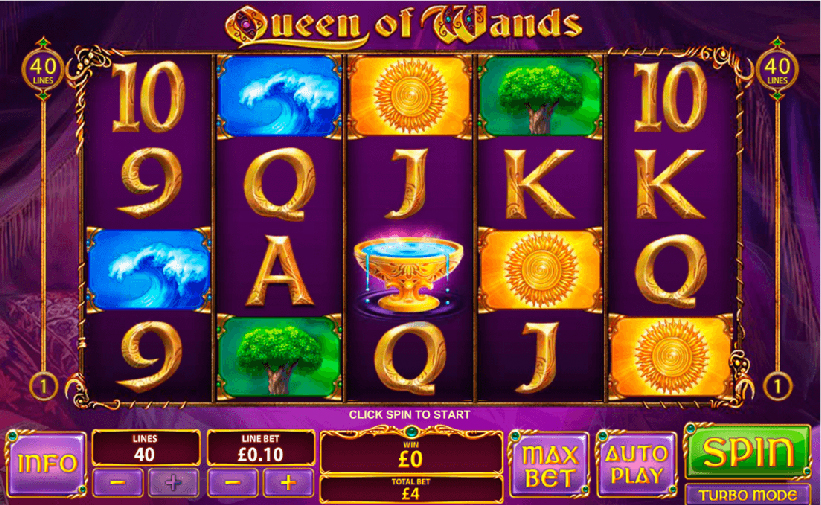 Queen of Wands
40 LINES
40 LINES
10
10
9
Q
J
K
K
A
Q
9
Q
J
1
1
CLICK SPIN TO START
INFO
LINES
40
LINE BET
£0.10
WIN
£0
TOTAL BET
£4
MAX BET
AUTO PLAY
SPIN
TURBO MODE